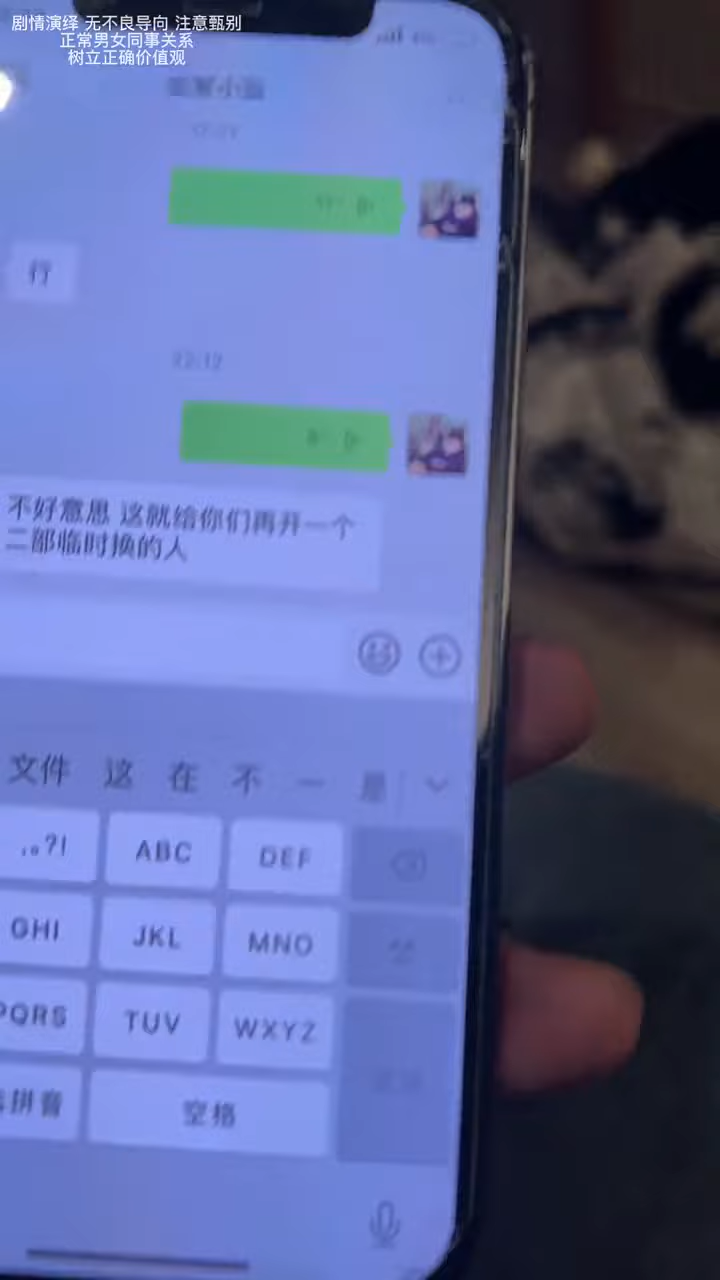 剧情演绎 无不良导向 注意甄别
正常男女同事关系
树立正确价值观
行
不好意思 这就给你们再开一个
二部临时换的人
文件 这 在 不 一 是
.。?!
ABC
DEF
GHI
JKL
MNO
PQRS
TUV
WXYZ
拼音
空格